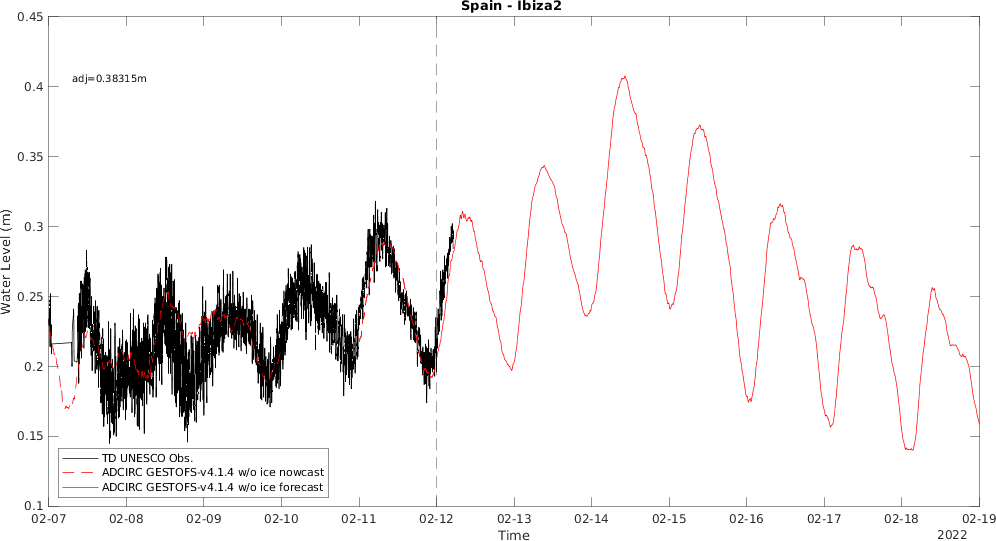 Spain - Ibiza2
0.45
0.4
0.35
0.3
0.25
0.2
0.15
0.1
Water Level (m)
adj=0.38315m
TD UNESCO Obs.
ADCIRC GESTOFS-v4.1.4 w/o ice nowcast
ADCIRC GESTOFS-v4.1.4 w/o ice forecast
02-07 02-08 02-09 02-10 02-11 02-12 02-13 02-14 02-15 02-16 02-17 02-18 02-19
Time
2022